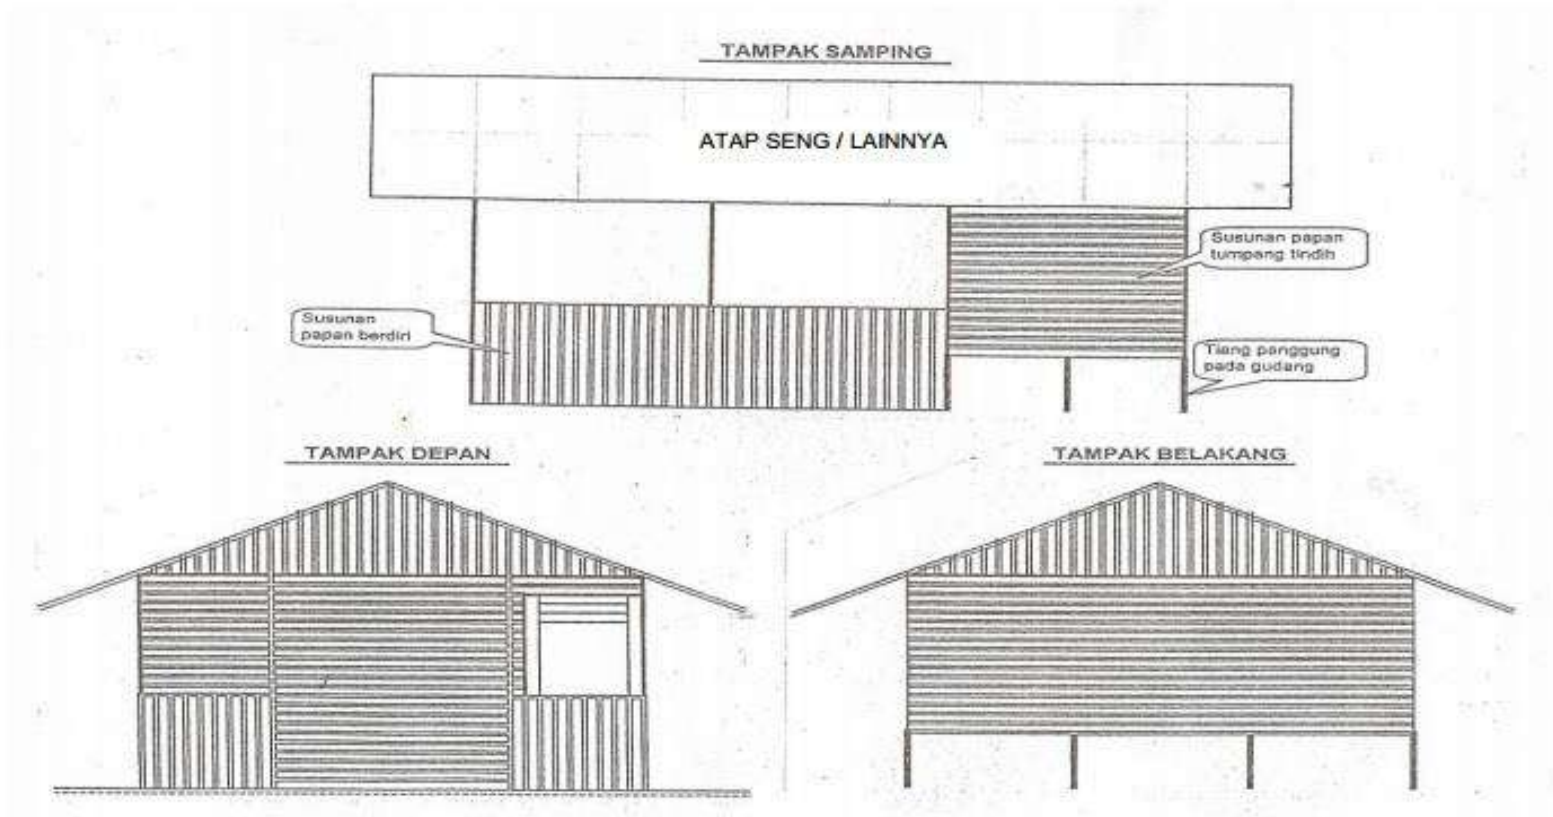 TAMPAK SAMPING
ATAP SENG / LAINNYA
Susunan papan
tumpang tindih
Susunan
papan berdiri
Tiang panggung
pada gudang
TAMPAK DEPAN
TAMPAK BELAKANG